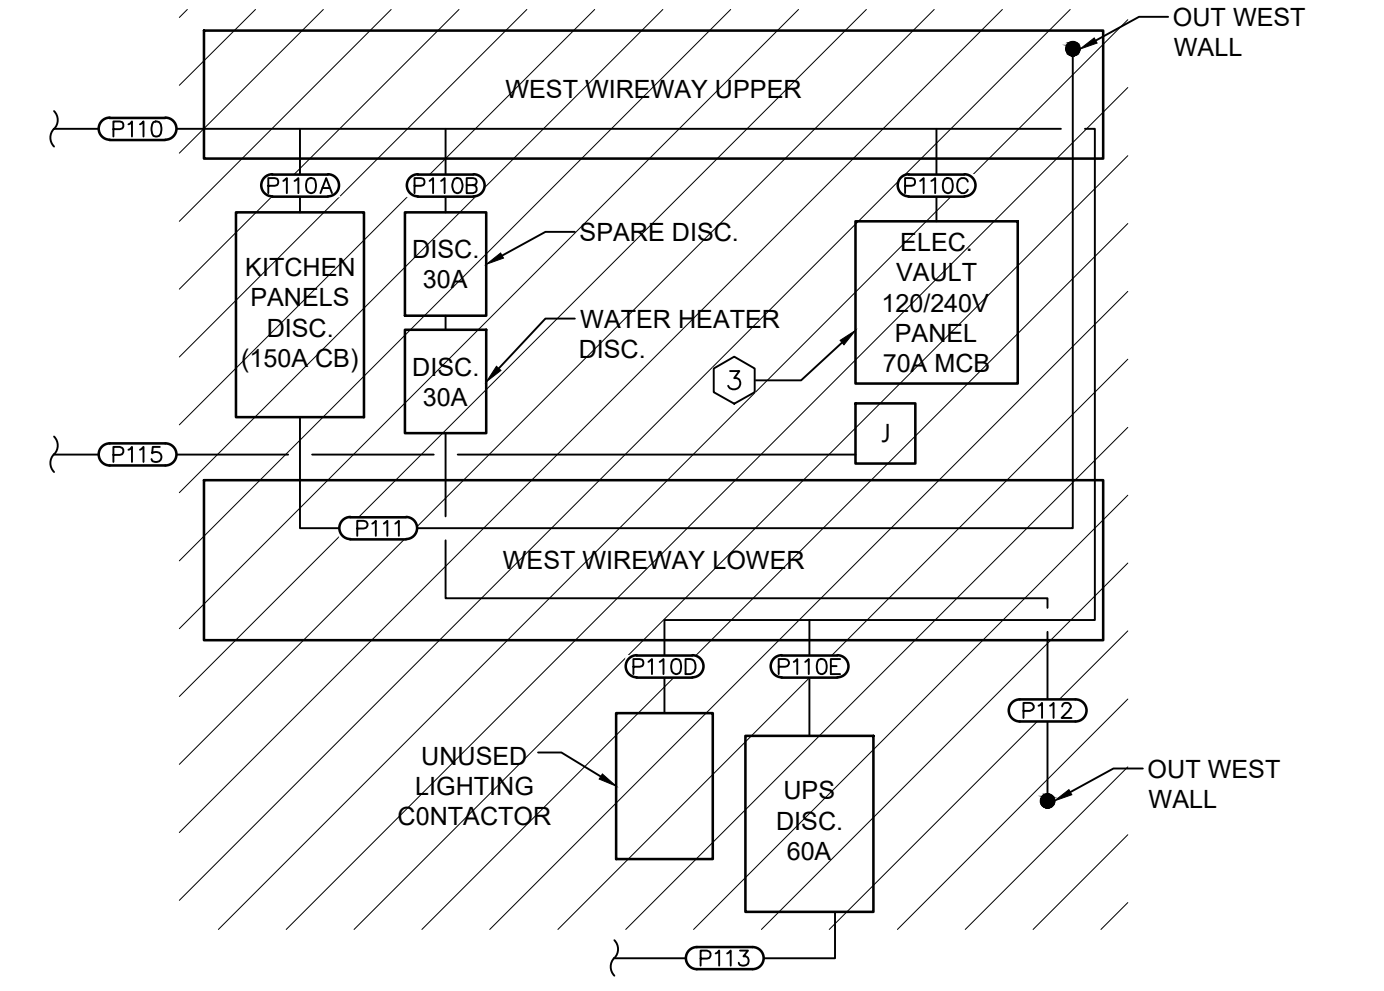 OUT WEST
WALL
WEST WIREWAY UPPER
P110
P110A
P110B
P110C
KITCHEN
PANELS
DISC.
(150A CB)
DISC.
30A
SPARE DISC.
DISC.
30A
WATER HEATER
DISC.
ELEC.
VAULT
120/240V
PANEL
70A MCB
3
J
P115
P111
WEST WIREWAY LOWER
P110D
P110E
P112
UNUSED
LIGHTING
C0NTACTOR
UPS
DISC.
60A
OUT WEST
WALL
P113